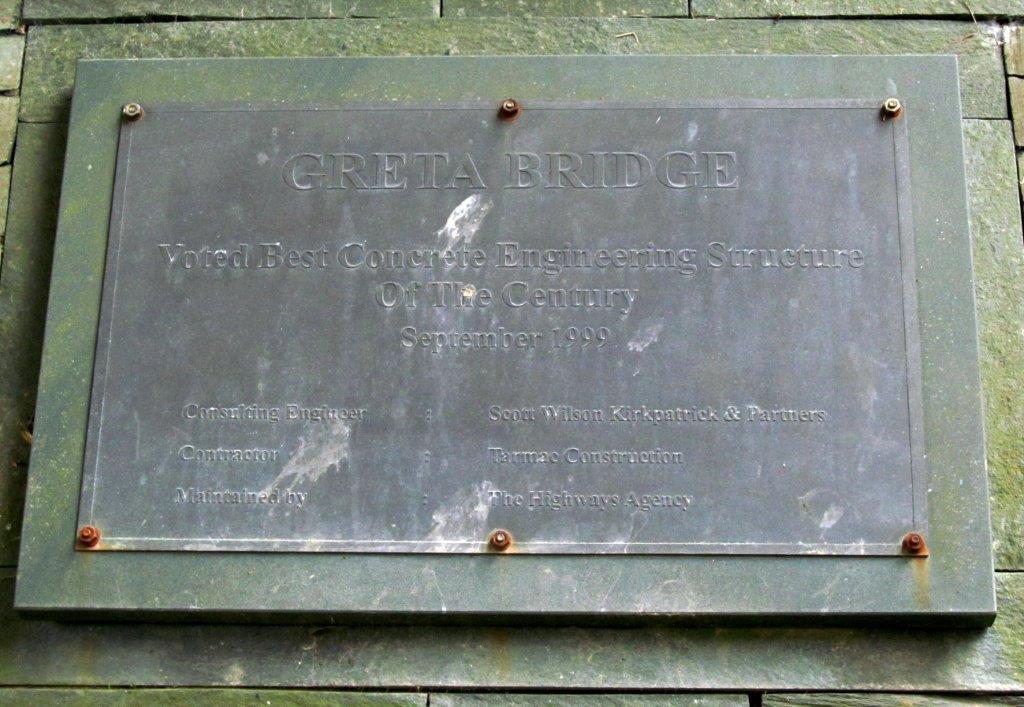 GRETA BRIDGE
Voted Best Concrete Engineering Structure
Of The Century
September 1999
Consulting Engineer : Scott Wilson Kirkpatrick & Partners
Contractor : Tarmac Construction
Maintained by : The Highways Agency